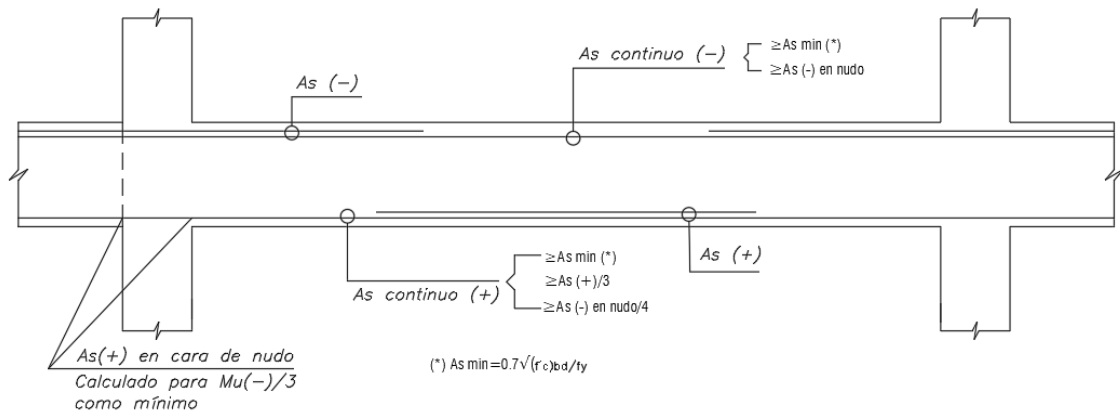 As continuo (−)
≥As min (*)
≥As (−) en nudo
As (−)
As (+)
As continuo (+)
≥As min (*)
≥As (+)/3
≥As (−) en nudo/4
As(+) en cara de nudo
Calculado para Mu(−)/3
como mínimo
(*) As min=0.7√(f'c)bd/fy